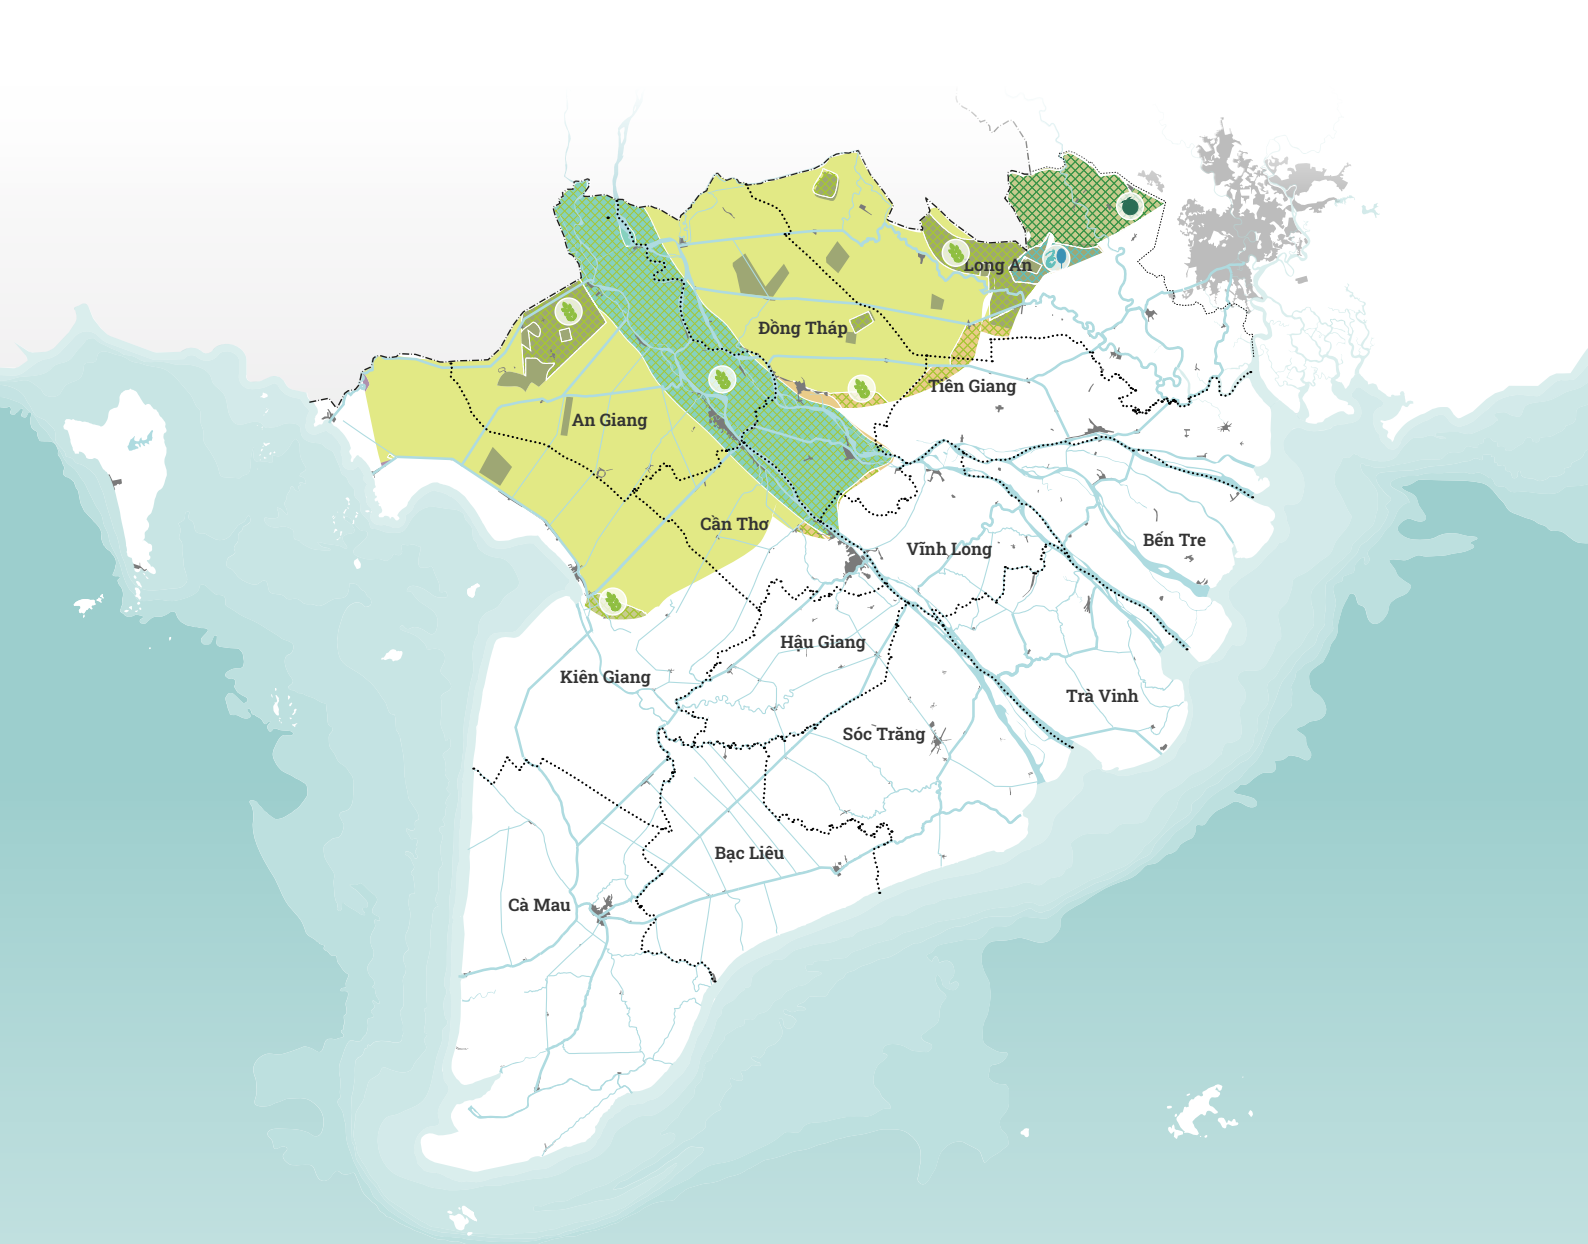 Long An
Đồng Tháp
Tiền Giang
An Giang
Cần Thơ
Vĩnh Long
Bến Tre
Hậu Giang
Kiên Giang
Trà Vinh
Sóc Trăng
Bạc Liêu
Cà Mau